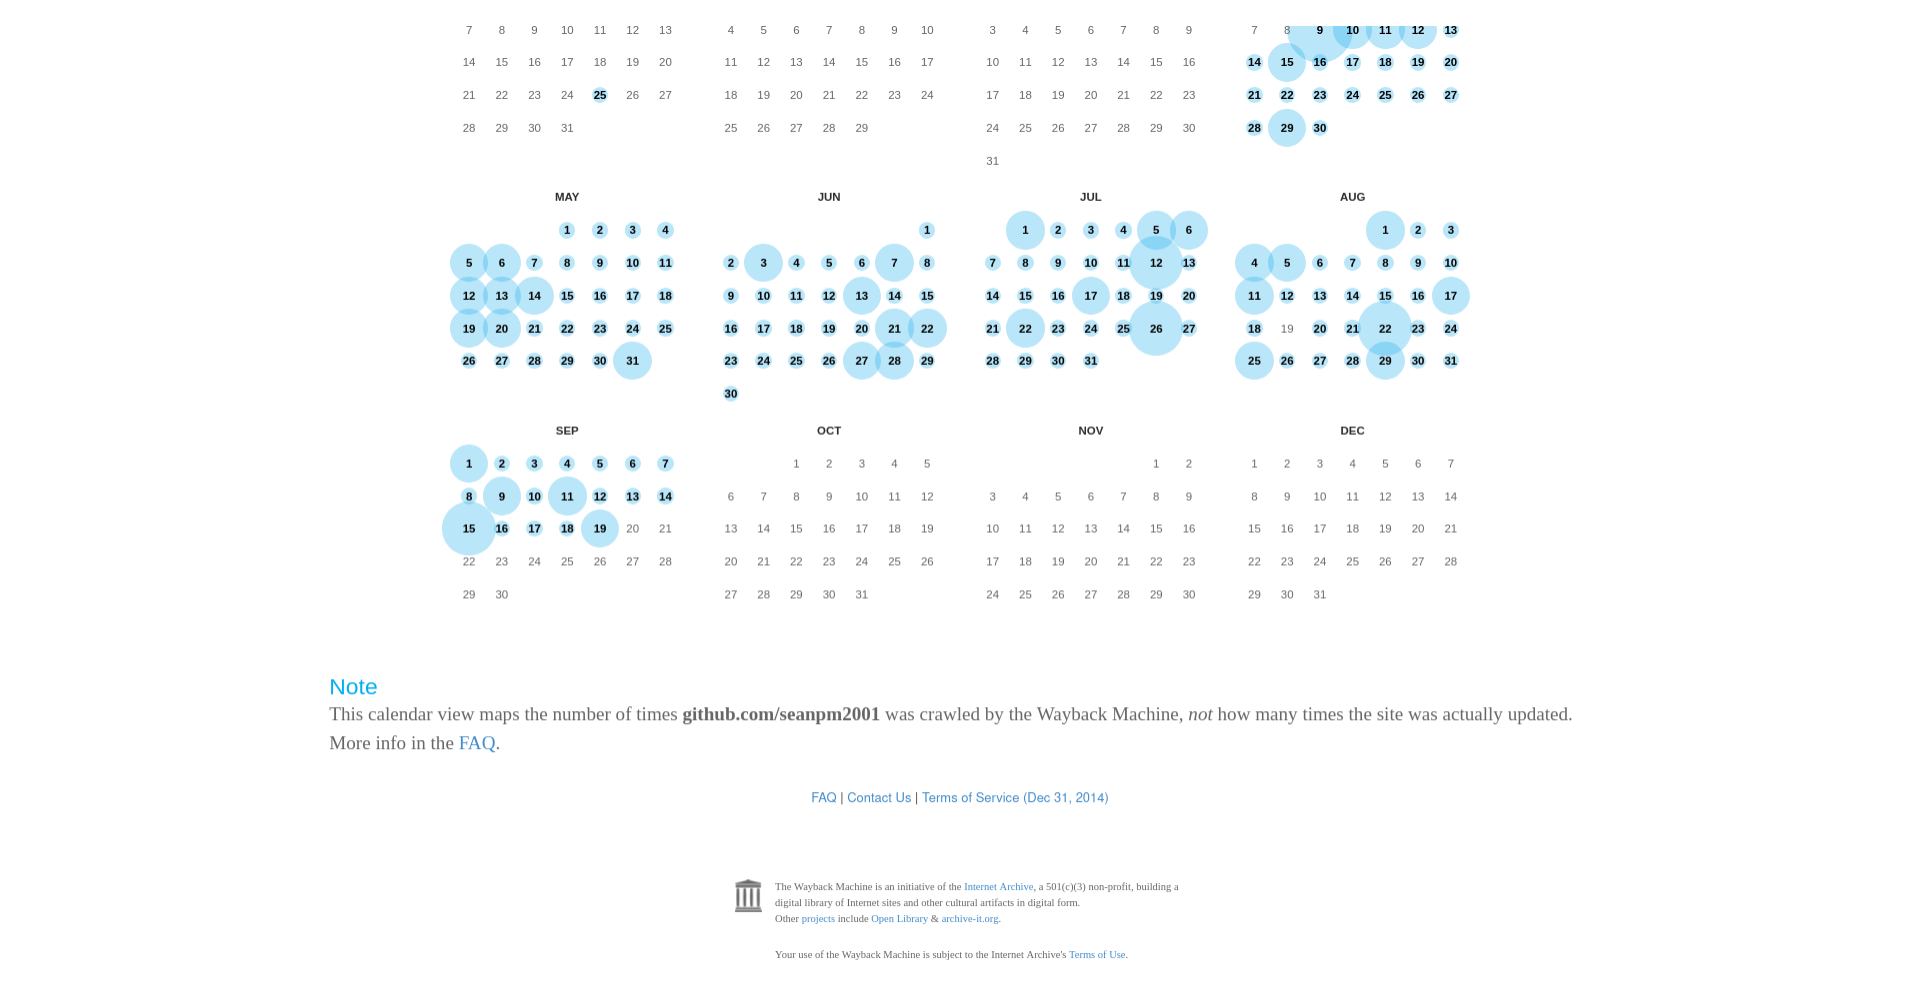 7 8 9 10 11 12 13 4 5 6 7 8 9 10 3 4 5 6 7 8 9 7 8 9 10 11 12 13
14 15 16 17 18 19 20 11 12 13 14 15 16 17 10 11 12 13 14 15 16 14 15 16 17 18 19 20
21 22 23 24 25 26 27 18 19 20 21 22 23 24 17 18 19 20 21 22 23 21 22 23 24 25 26 27
28 29 30 31 25 26 27 28 29 24 25 26 27 28 29 30 28 29 30
31
MAY JUN JUL AUG
1 2 3 4 1 1 2 3 4 5 6 1 2 3
5 6 7 8 9 10 11 2 3 4 5 6 7 8 7 8 9 10 11 12 13 4 5 6 7 8 9 10
12 13 14 15 16 17 18 9 10 11 12 13 14 15 14 15 16 17 18 19 20 11 12 13 14 15 16 17
19 20 21 22 23 24 25 16 17 18 19 20 21 22 21 22 23 24 25 26 27 18 19 20 21 22 23 24
26 27 28 29 30 31 23 24 25 26 27 28 29 28 29 30 31 25 26 27 28 29 30 31
30
SEP OCT NOV DEC
1 2 3 4 5 6 7 1 2 3 4 5 1 2 1 2 3 4 5 6 7
8 9 10 11 12 13 14 6 7 8 9 10 11 12 3 4 5 6 7 8 9 8 9 10 11 12 13 14
15 16 17 18 19 20 21 13 14 15 16 17 18 19 10 11 12 13 14 15 16 15 16 17 18 19 20 21
22 23 24 25 26 27 28 20 21 22 23 24 25 26 17 18 19 20 21 22 23 22 23 24 25 26 27 28
29 30 27 28 29 30 31 24 25 26 27 28 29 30 29 30 31
Note
This calendar view maps the number of times github.com/seanpm2001 was crawled by the Wayback Machine, not how many times the site was actually updated.
More info in the FAQ.
FAQ | Contact Us | Terms of Service (Dec 31, 2014)
The Wayback Machine is an initiative of the Internet Archive, a 501(c)(3) non-profit, building a
digital library of Internet sites and other cultural artifacts in digital form.
Other projects include Open Library & archive-it.org.
Your use of the Wayback Machine is subject to the Internet Archive's Terms of Use.